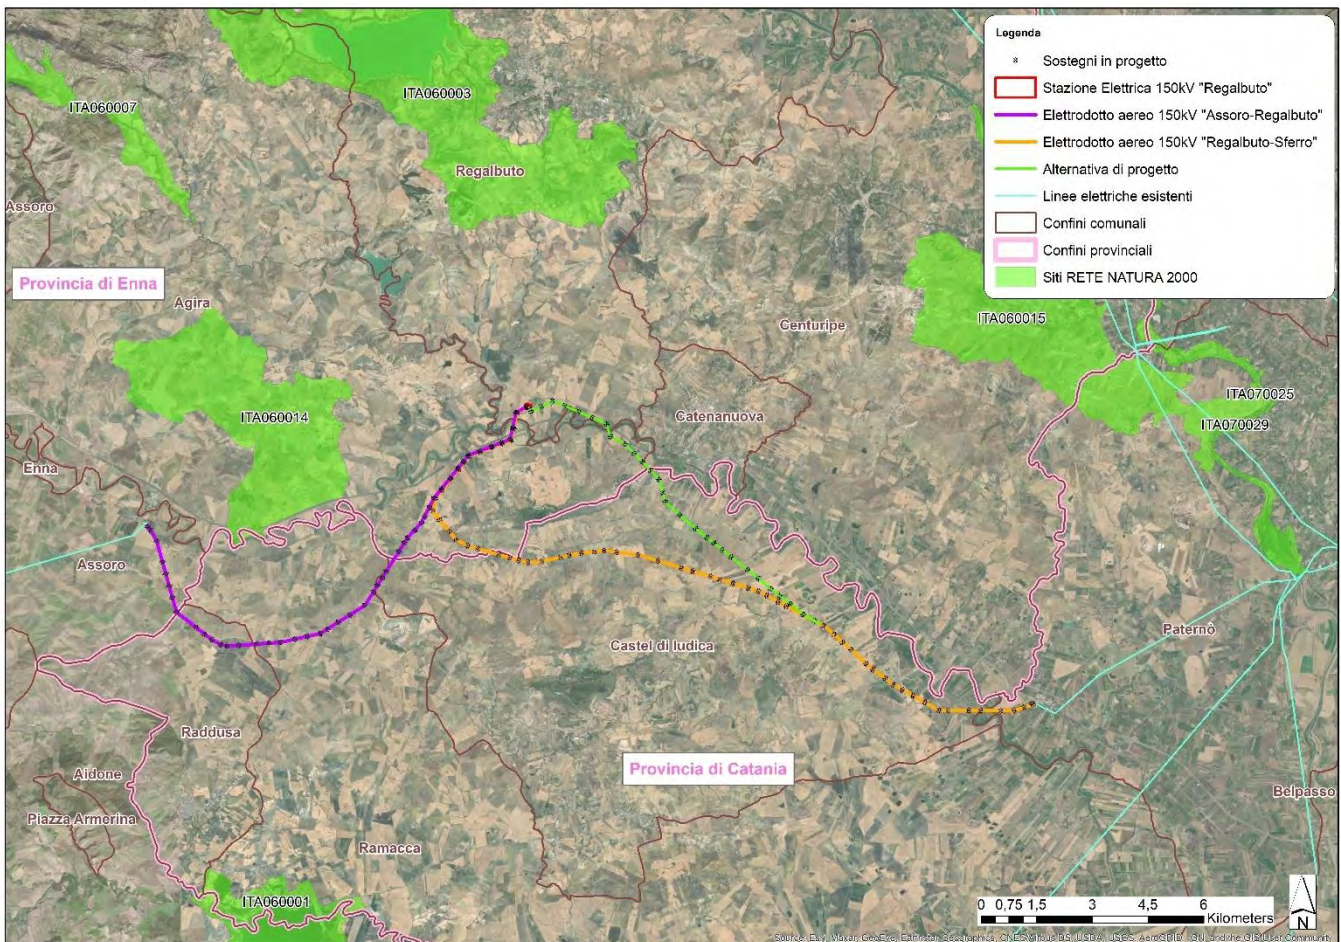 Legenda
Sostegni in progetto
Stazione Elettrica 150kV "Regalbuto"
Elettrodotto aereo 150kV "Assoro-Regalbuto"
Elettrodotto aereo 150kV "Regalbuto-Sferro"
Alternativa di progetto
Linee elettriche esistenti
Confini comunali
Confini provinciali
Siti RETE NATURA 2000
ITA060007
ITA060003
Regalbuto
Assoro
Provincia di Enna
Agira
Centuripe
ITA060015
ITA070025
ITA070029
ITA060014
Catenanuova
Enna
Assoro
Paternò
Castel di Iudica
Raddusa
Provincia di Catania
Aidone
Belpasso
Piazza Armerina
Ramacca
ITA060001
0 0,75 1,5 3 4,5 6
Kilometers
N